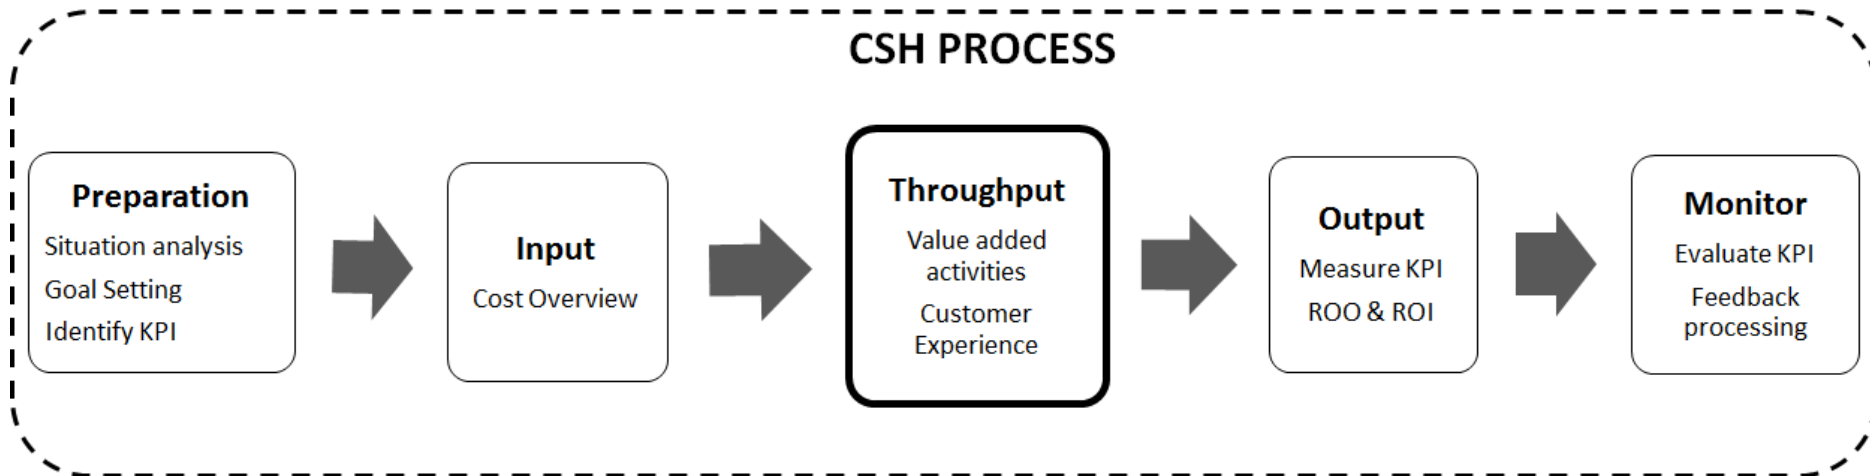 CSH PROCESS
Preparation
Situation analysis
Goal Setting
Identify KPI
Input
Cost Overview
Throughput
Value added
activities
Customer
Experience
Output
Measure KPI
ROO & ROI
Monitor
Evaluate KPI
Feedback
processing